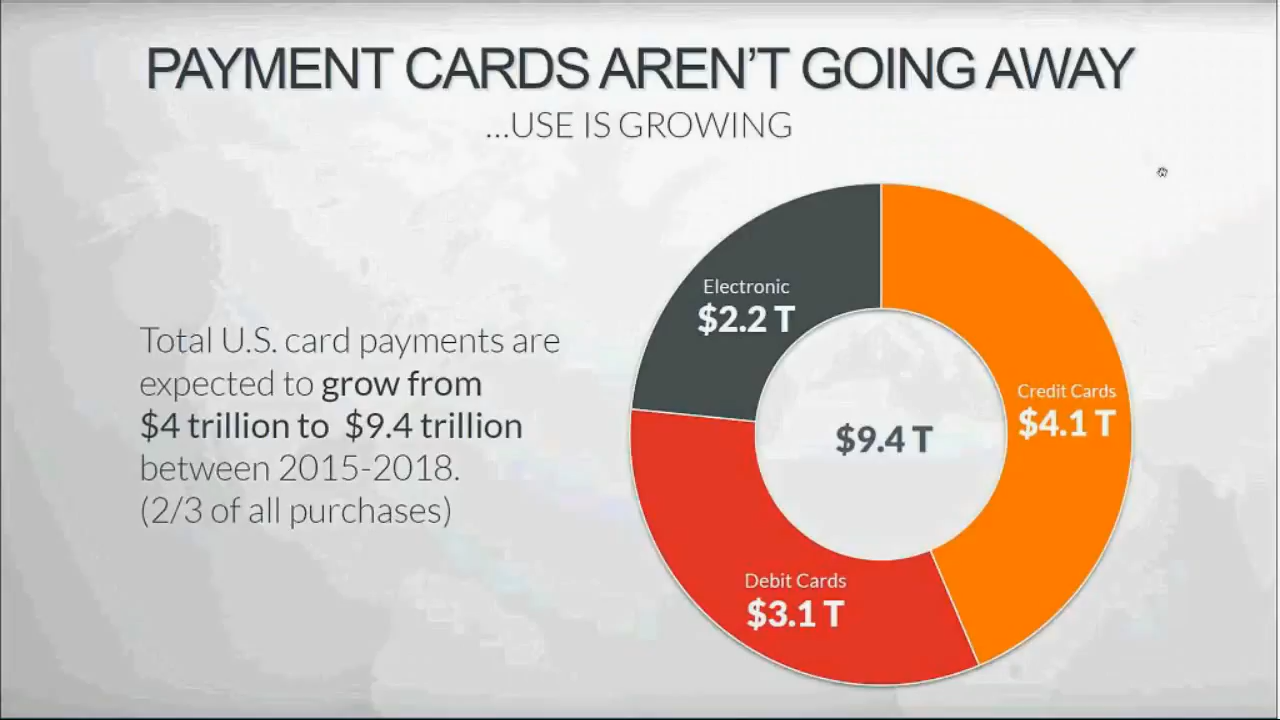 PAYMENT CARDS AREN'T GOING AWAY
...USE IS GROWING
Total U.S. card payments are
expected to grow from
$4 trillion to $9.4 trillion
between 2015-2018.
(2/3 of all purchases)
Electronic
$2.2 T
Credit Cards
$4.1 T
$9.4 T
Debit Cards
$3.1 T